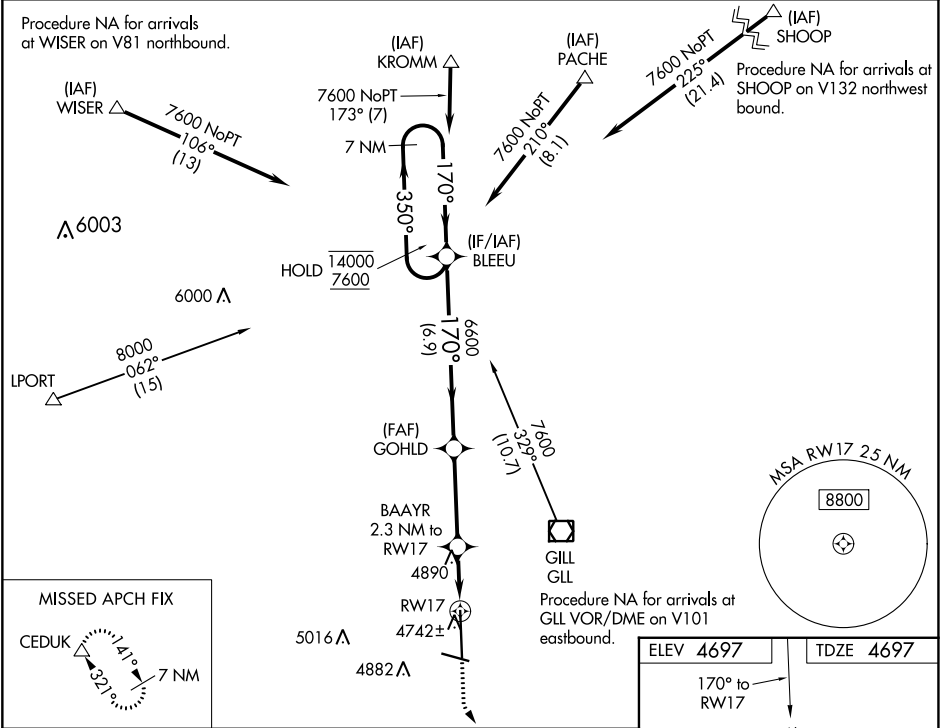 Procedure NA for arrivals
at WISER on V81 northbound.
(IAF)
WISER
7600 NoPT
106°
(13)
(IAF)
KROMM
7600 NoPT
173° (7)
7 NM
(IAF)
PACHE
7600 NoPT
210°
(8.1)
(IAF)
SHOOP
7600 NoPT
225°
(21.4)
Procedure NA for arrivals at
SHOOP on V132 northwest
bound.
350°
170°
(IF/IAF)
BLEEU
HOLD
14000
7600
6003
6000
LPORT
8000
062°
(15)
6600
170°
(6.9)
(FAF)
GOHLD
7600
329°
(10.7)
BAAYR
2.3 NM to
RW17
4890
RW17
4742±
5016
4882
GILL
GLL
Procedure NA for arrivals at
GLL VOR/DME on V101
eastbound.
MSA RW17 25 NM
8800
MISSED APCH FIX
CEDUK
141°
321°
7 NM
ELEV 4697
TDZE 4697
170° to
RW17